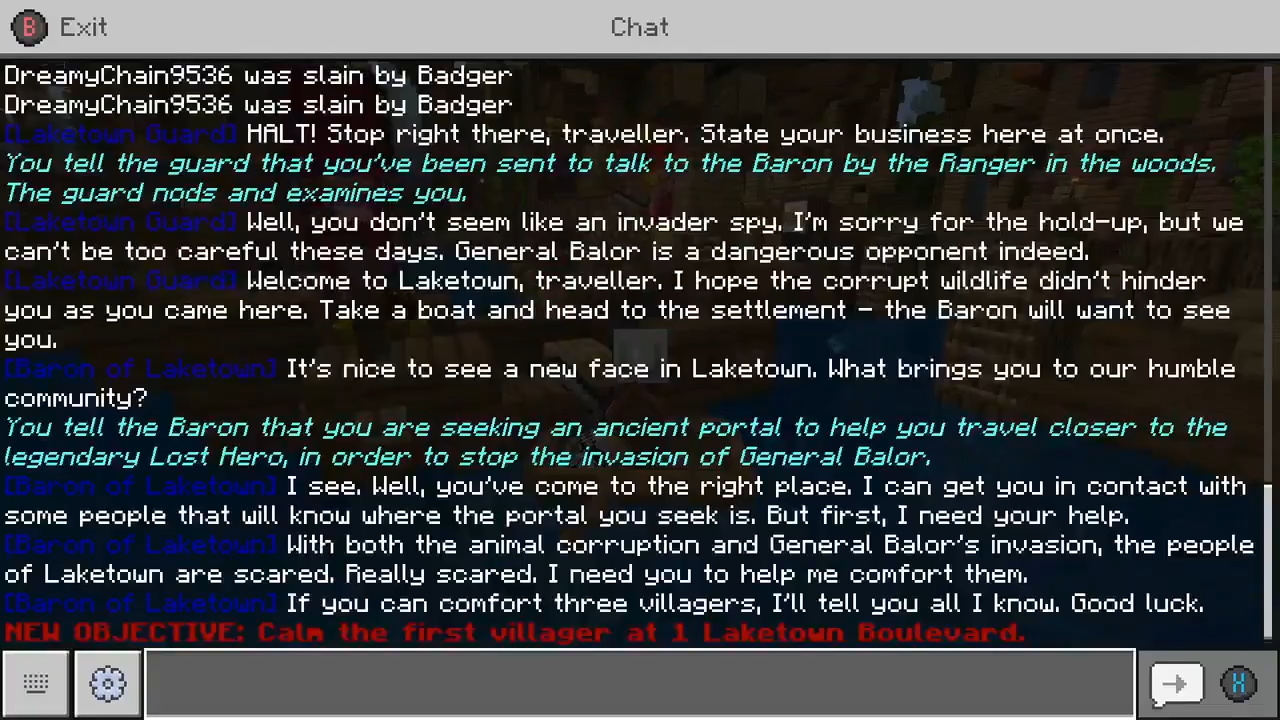 B Exit
Chat
DreamyChain9536 was slain by Badger
DreamyChain9536 was slain by Badger
[Laketown Guard] HALT! Stop right there, traveller. State your business here at once.
You tell the guard that you've been sent to talk to the Baron by the Ranger in the woods.
The guard nods and examines you.
[Laketown Guard] Well, you don't seem like an invader spy. I'm sorry for the hold-up, but we
can't be too careful these days. General Balor is a dangerous opponent indeed.
[Laketown Guard] Welcome to Laketown, traveller. I hope the corrupt wildlife didn't hinder
you as you came here. Take a boat and head to the settlement - the Baron will want to see
you.
[Baron of Laketown] It's nice to see a new face in Laketown. What brings you to our humble
community?
You tell the Baron that you are seeking an ancient portal to help you travel closer to the
legendary Lost Hero, in order to stop the invasion of General Balor.
[Baron of Laketown] I see. Well, you've come to the right place. I can get you in contact with
some people that will know where the portal you seek is. But first, I need your help.
[Baron of Laketown] With both the animal corruption and General Balor's invasion, the people
of Laketown are scared. Really scared. I need you to help me comfort them.
[Baron of Laketown] If you can comfort three villagers, I'll tell you all I know. Good luck.
NEW OBJECTIVE: Calm the first villager at 1 Laketown Boulevard.
X